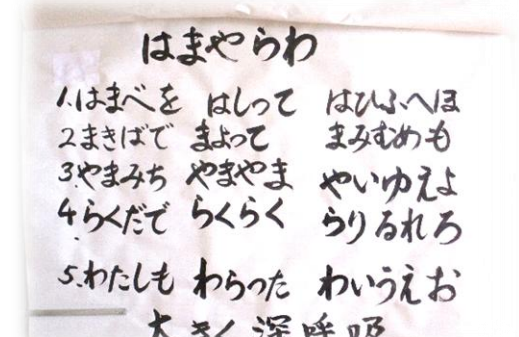 はまやらわ
1.はまべを はしって はひふへほ
2まきばで まよって まみむめも
3.やまみち やまやま やいゆえよ
4.らくだで らくらく らりるれろ
5.わたしも わらった わいうえお
大きく深呼吸